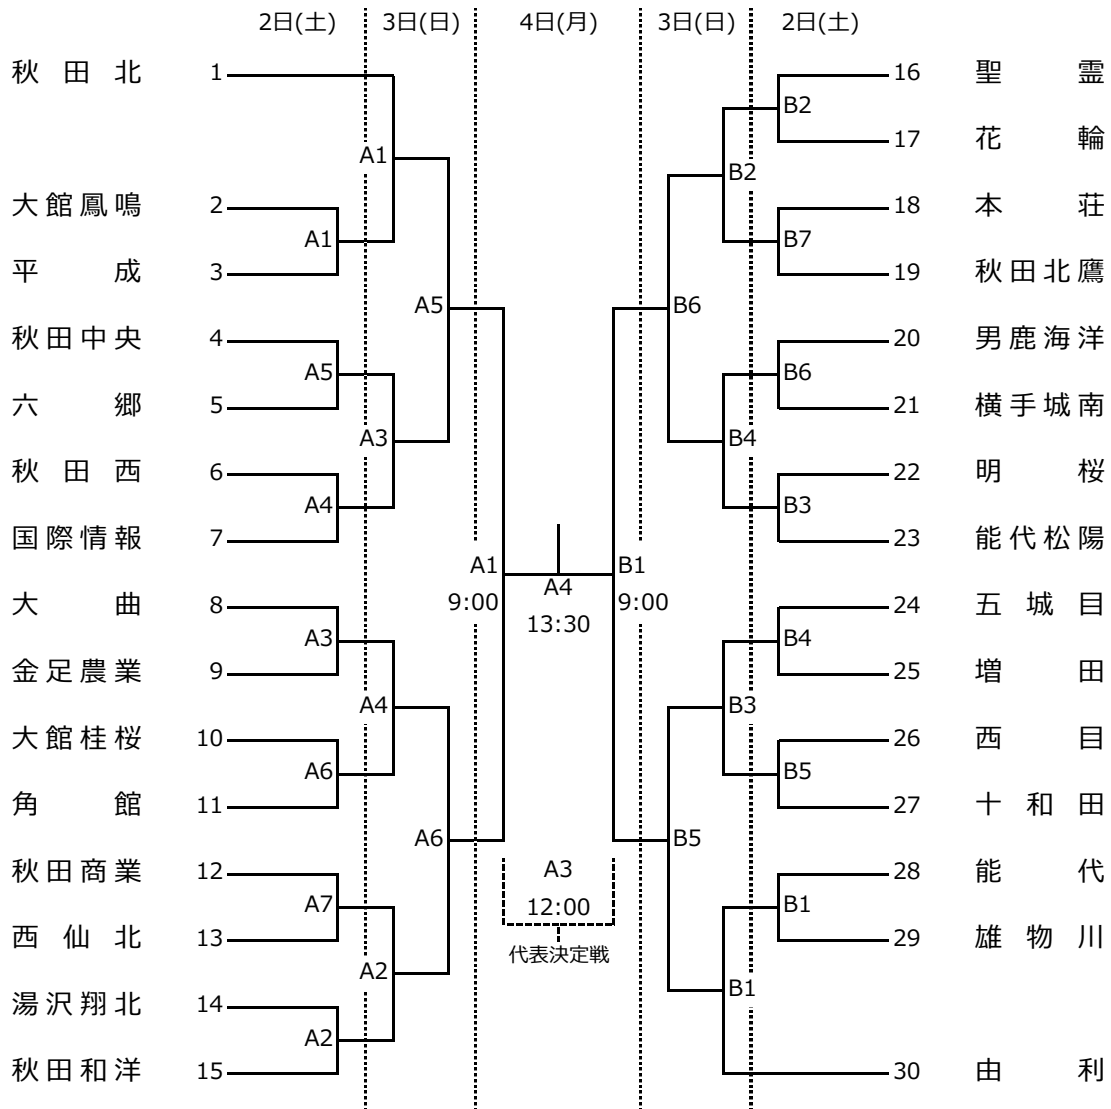 2日(土) 3日(日) 4日(月) 3日(日) 2日(土)
秋田北 1 16 聖霊
B2
17 花輪
A1 B2
大館鳳鳴 2 18 本荘
A1 B7
平成 3 19 秋田北鷹
A5 B6
秋田中央 4 20 男鹿海洋
A5 B6
六郷 5 21 横手城南
A3 B4
秋田西 6 22 明桜
A4 B3
国際情報 7 23 能代松陽
A1 B1
A4
9:00 9:00
13:30
大曲 8 24 五城目
A3 B4
金足農業 9 25 増田
A4 B3
大館桂桜 10 26 西目
A6 B5
角館 11 27 十和田
A6 B5
A3
秋田商業 12 28 能代
A7 12:00 B1
西仙北 13 29 雄物川
代表決定戦
A2 B1
湯沢翔北 14
A2
秋田和洋 15 30 由利